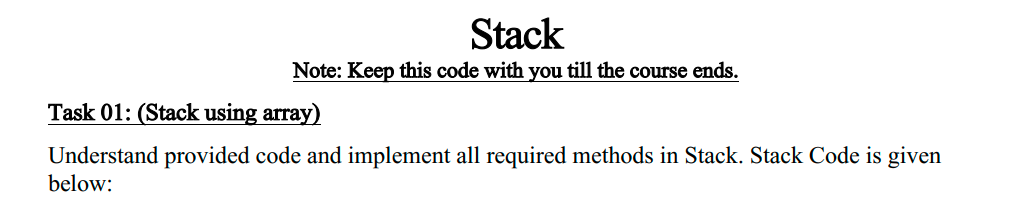 Stack
Note: Keep this code with you till the course ends.
Task 01: (Stack using array)
Understand provided code and implement all required methods in Stack. Stack Code is given
below: